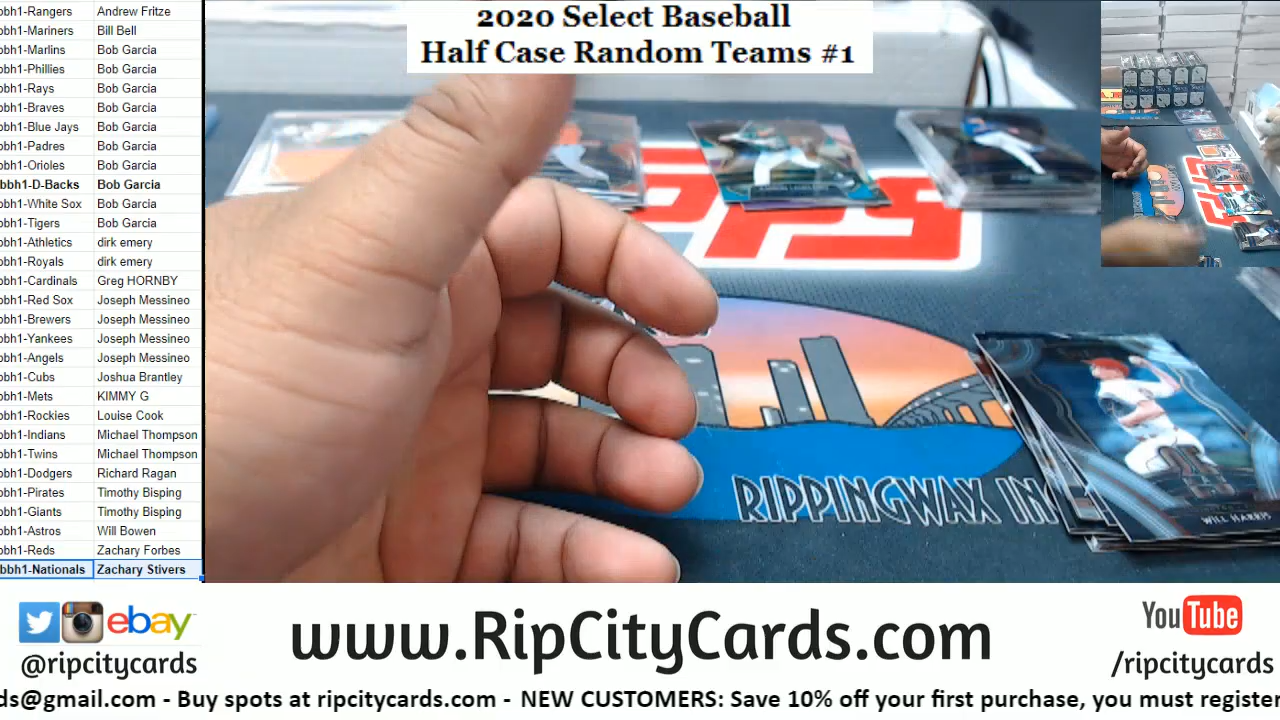 2020 Select Baseball
Half Case Random Teams #1
bbh1-Rangers Andrew Fritze
bbh1-Mariners Bill Bell
bbh1-Marlins Bob Garcia
bbh1-Phillies Bob Garcia
bbh1-Rays Bob Garcia
bbh1-Braves Bob Garcia
bbh1-Blue Jays Bob Garcia
bbh1-Padres Bob Garcia
bbh1-Orioles Bob Garcia
bbh1-D-Backs Bob Garcia
bbh1-White Sox Bob Garcia
bbh1-Tigers Bob Garcia
bbh1-Athletics dirk emery
bbh1-Royals dirk emery
bbh1-Cardinals Greg HORNBY
bbh1-Red Sox Joseph Messineo
bbh1-Brewers Joseph Messineo
bbh1-Yankees Joseph Messineo
bbh1-Angels Joseph Messineo
bbh1-Cubs Joshua Brantley
bbh1-Mets KIMMY G
bbh1-Rockies Louise Cook
bbh1-Indians Michael Thompson
bbh1-Twins Michael Thompson
bbh1-Dodgers Richard Ragan
bbh1-Pirates Timothy Bisping
bbh1-Giants Timothy Bisping
bbh1-Astros Will Bowen
bbh1-Reds Zachary Forbes
bbh1-Nationals Zachary Stivers
RIPPINGWAX IN
WILL HARRIS
ebay
@ripcitycards
www.RipCityCards.com
YouTube
/ripcitycards
ds@gmail.com - Buy spots at ripcitycards.com - NEW CUSTOMERS: Save 10% off your first purchase, you must register